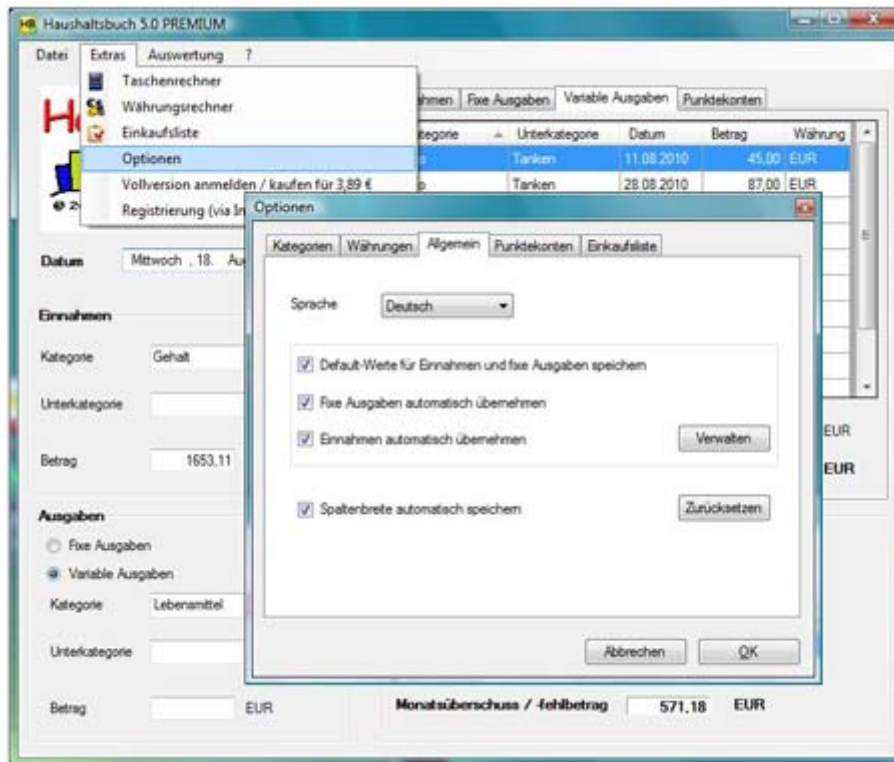 Haushaltsbuch 5.0 PREMIUM
Datei Extras Auswertung ?
Taschenrechner
Währungsrechner
Einkaufsliste
Optionen
Vollversion anmelden / kaufen für 3,89 €
Registrierung (via
Fixe Ausgaben Variable Ausgaben Punktekonten
Unterkategorie Datum Betrag Währung
Tanken 11.08.2010 45,00 EUR
Tanken 28.08.2010 87,00 EUR
Datum Mittwoch , 18.
Einnahmen
Kategorie Gehalt
Unterkategorie
Betrag 1653,11
Ausgaben
Fixe Ausgaben
Variable Ausgaben
Kategorie Lebensmittel
Unterkategorie
Betrag EUR
Optionen
Kategorien Währungen Allgemein Punktekonten Einkaufsliste
Sprache Deutsch
Default-Werte für Einnahmen und fixe Ausgaben speichern
Fixe Ausgaben automatisch übernehmen
Einnahmen automatisch übernehmen Verwalten
Spaltenbreite automatisch speichern Zurücksetzen
Abbrechen OK
EUR
EUR
Monatsüberschuss / -fehlbetrag 571,18 EUR